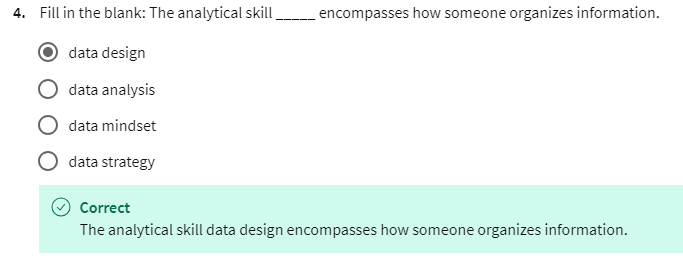 4. Fill in the blank: The analytical skill _____ encompasses how someone organizes information.
data design
data analysis
data mindset
data strategy
Correct
The analytical skill data design encompasses how someone organizes information.